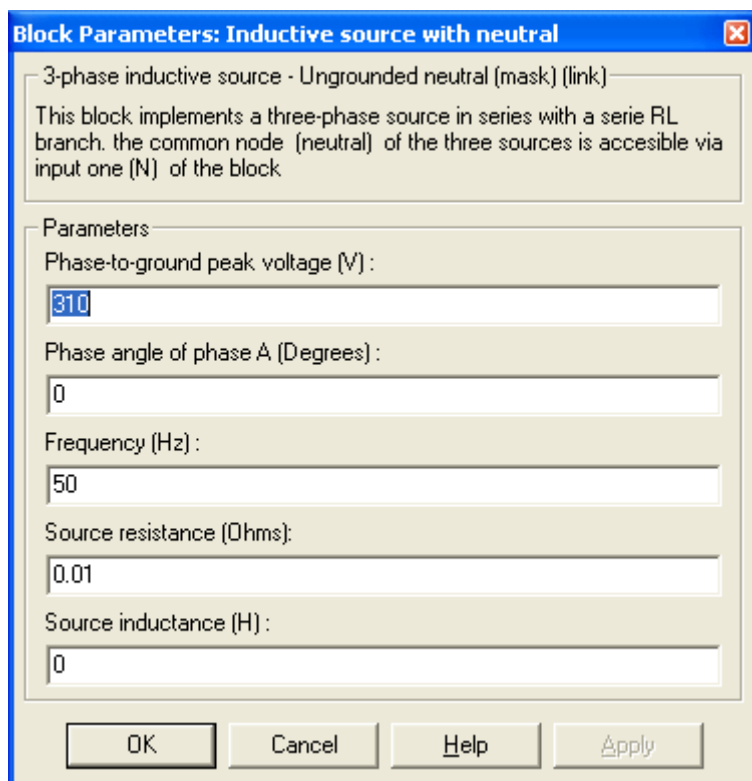 Block Parameters: Inductive source with neutral
3-phase inductive source - Ungrounded neutral (mask) (link)
This block implements a three-phase source in series with a serie RL
branch. the common node (neutral) of the three sources is accesible via
input one (N) of the block
Parameters
Phase-to-ground peak voltage (V) :
310
Phase angle of phase A (Degrees) :
0
Frequency (Hz) :
50
Source resistance (Ohms):
0.01
Source inductance (H) :
0
OK Cancel Help Apply